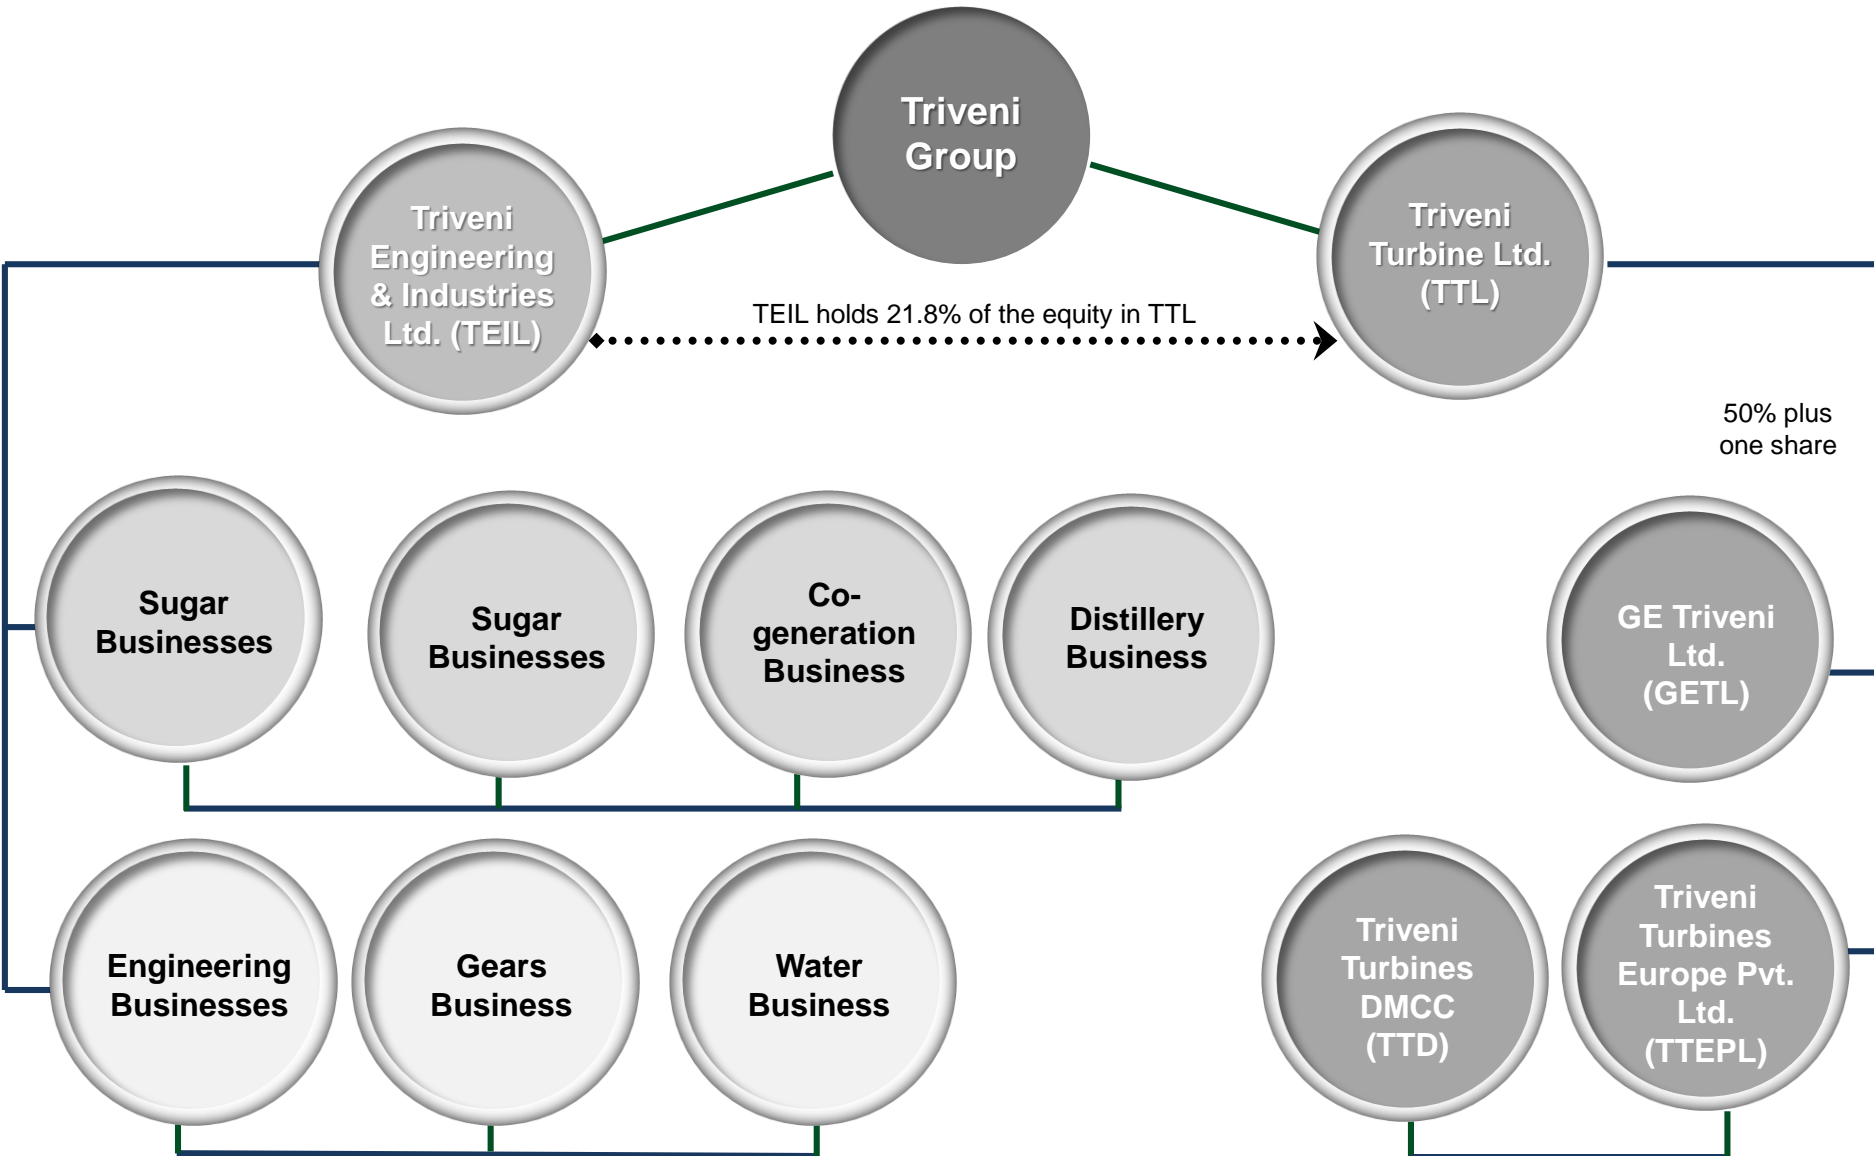 Triveni
Group
Triveni
Engineering
& Industries
Ltd. (TEIL)
Triveni
Turbine Ltd.
(TTL)
TEIL holds 21.8% of the equity in TTL
50% plus
one share
Sugar
Businesses
Sugar
Businesses
Co-
generation
Business
Distillery
Business
GE Triveni
Ltd.
(GETL)
Engineering
Businesses
Gears
Business
Water
Business
Triveni
Turbines
DMCC
(TTD)
Triveni
Turbines
Europe Pvt.
Ltd.
(TTEPL)